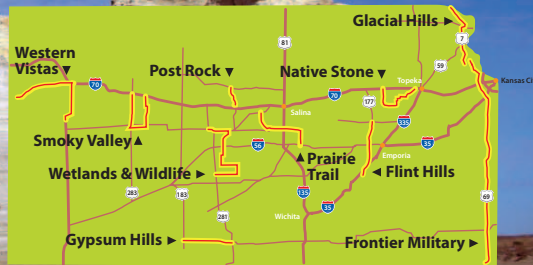 Glacial Hills
7
81
Western
Vistas
Post Rock
Native Stone
59
Topeka
Kansas Cit
70
70
70
177
Salina
335
Smoky Valley
56
35
Prairie
Trail
Emporia
Wetlands & Wildlife
Flint Hills
283
183
135
69
281
35
Wichita
Gypsum Hills
Frontier Military